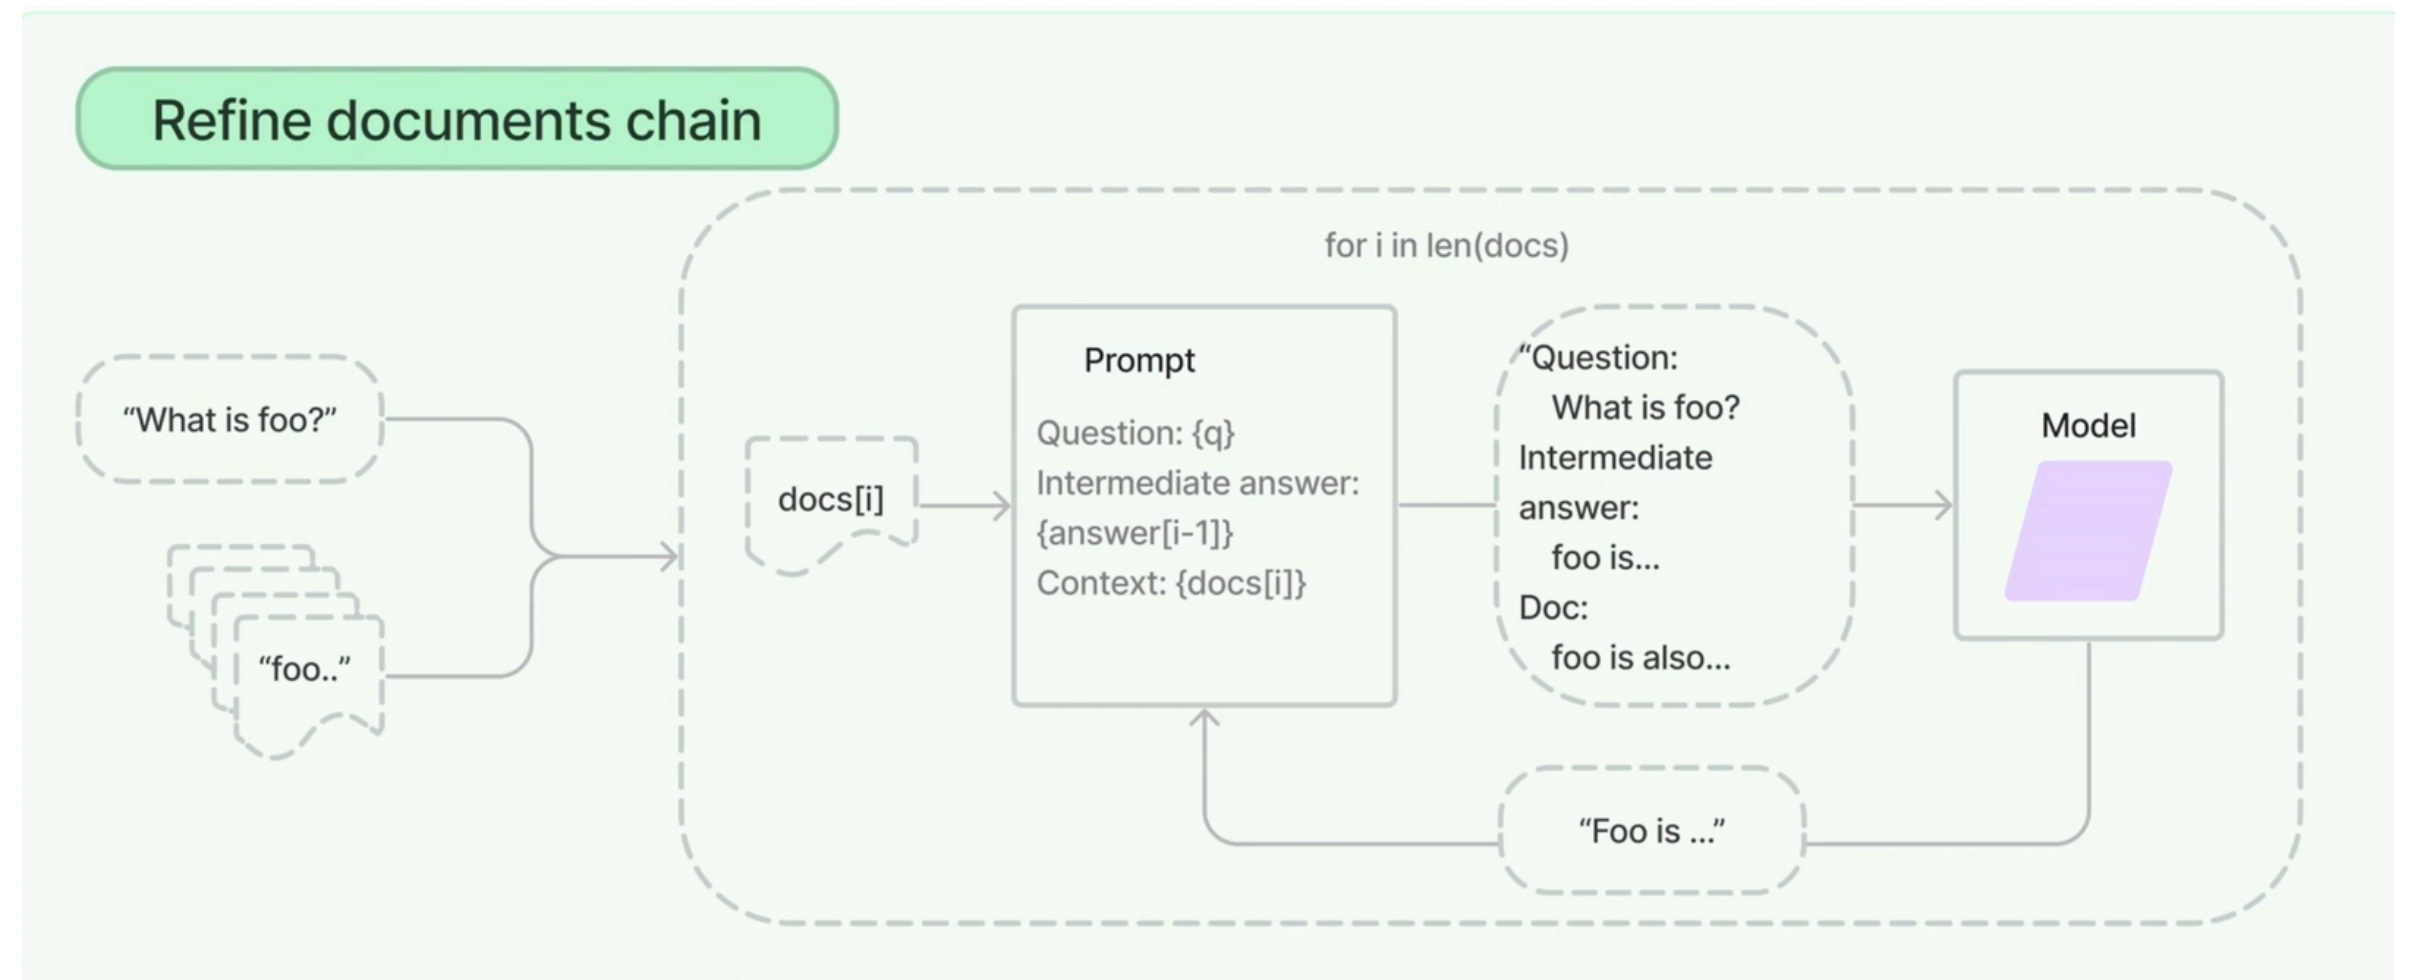 Refine documents chain
for i in len(docs)
“What is foo?”
“foo..”
docs[i]
Prompt
Question: {q}
Intermediate answer:
{answer[i-1]}
Context: {docs[i]}
“Question:
What is foo?
Intermediate
answer:
foo is...
Doc:
foo is also...
Model
“Foo is ...”